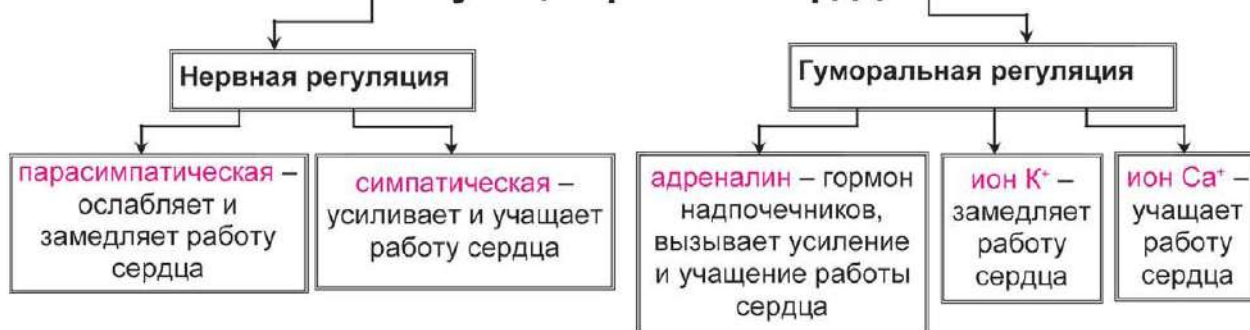 Нервная регуляция
Гуморальная регуляция
парасимпатическая –
ослабляет и
замедляет работу
сердца
симпатическая –
усиливает и учащает
работу сердца
адреналин – гормон
надпочечников,
вызывает усиление
и учащение работы
сердца
ион К⁺ –
замедляет
работу
сердца
ион Са⁺ –
учащает
работу
сердца